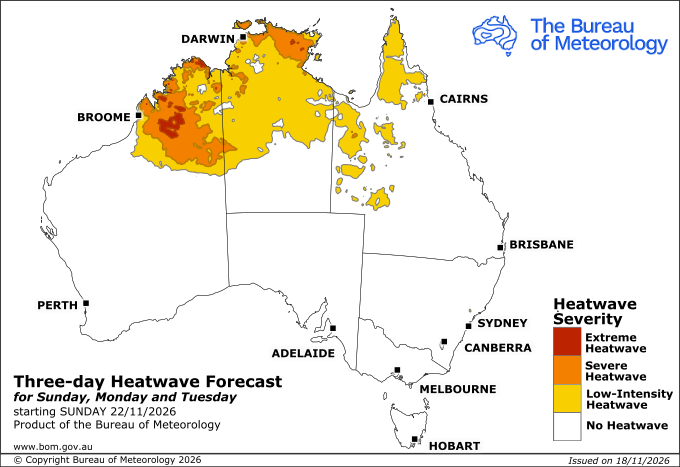 The Bureau
of Meteorology
DARWIN
CAIRNS
BROOME
BRISBANE
PERTH
SYDNEY
ADELAIDE
CANBERRA
MELBOURNE
HOBART
Heatwave
Severity
Extreme
Heatwave
Severe
Heatwave
Low-Intensity
Heatwave
No Heatwave
Three-day Heatwave Forecast
for Sunday, Monday and Tuesday
starting SUNDAY 22/11/2026
Product of the Bureau of Meteorology
www.bom.gov.au
© Copyright Bureau of Meteorology 2026
Issued on 18/11/2026